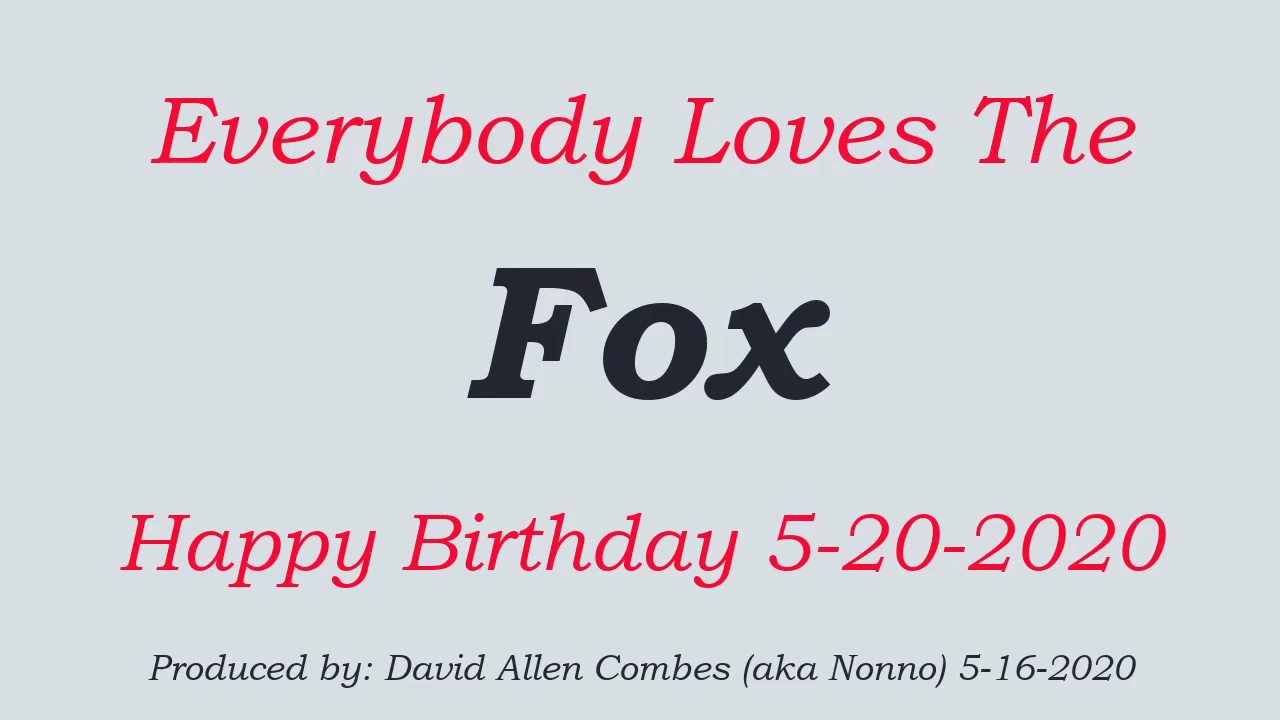 Everybody Loves The
Fox
Happy Birthday 5-20-2020
Produced by: David Allen Combes (aka Nonno) 5-16-2020